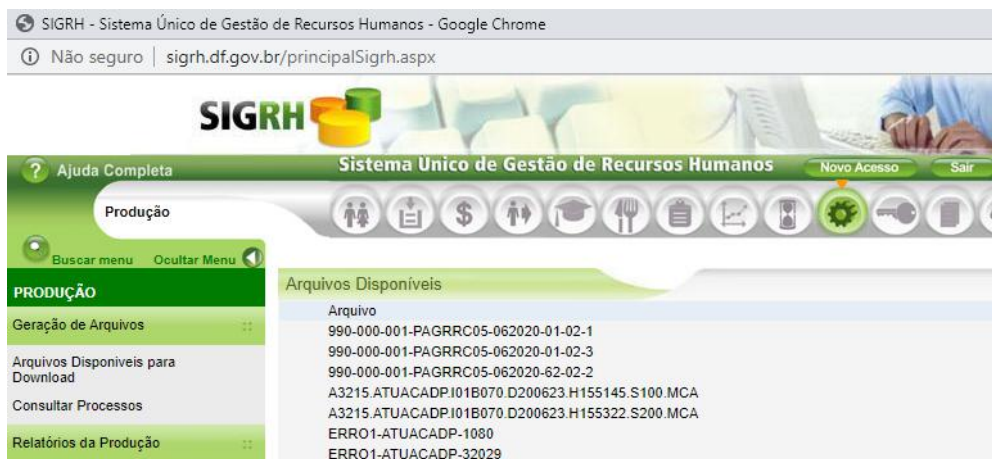 SIGRH - Sistema Único de Gestão de Recursos Humanos - Google Chrome
Não seguro | sigrh.df.gov.br/principalSigrh.aspx
SIGRH
? Ajuda Completa
Sistema Unico de Gestão de Recursos Humanos
Novo Acesso
Sair
Produção
$
Buscar menu
Ocultar Menu
PRODUÇÃO
Geração de Arquivos
Arquivos Disponiveis para
Download
Consultar Processos
Relatórios da Produção
Arquivos Disponíveis
Arquivo
990-000-001-PAGRRC05-062020-01-02-1
990-000-001-PAGRRC05-062020-01-02-3
990-000-001-PAGRRC05-062020-62-02-2
A3215.ATUACADP.I01B070.D200623.H155145.S100.MCA
A3215.ATUACADP.I01B070.D200623.H155322.S200.MCA
ERRO1-ATUACADP-1080
ERRO1-ATUACADP-32029